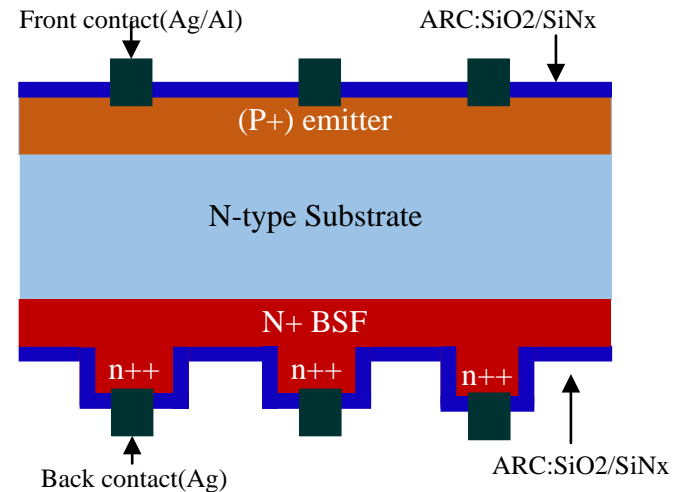 Front contact(Ag/Al)
ARC:SiO2/SiNx
(P+) emitter
N-type Substrate
N+ BSF
n++
n++
n++
ARC:SiO2/SiNx
Back contact(Ag)